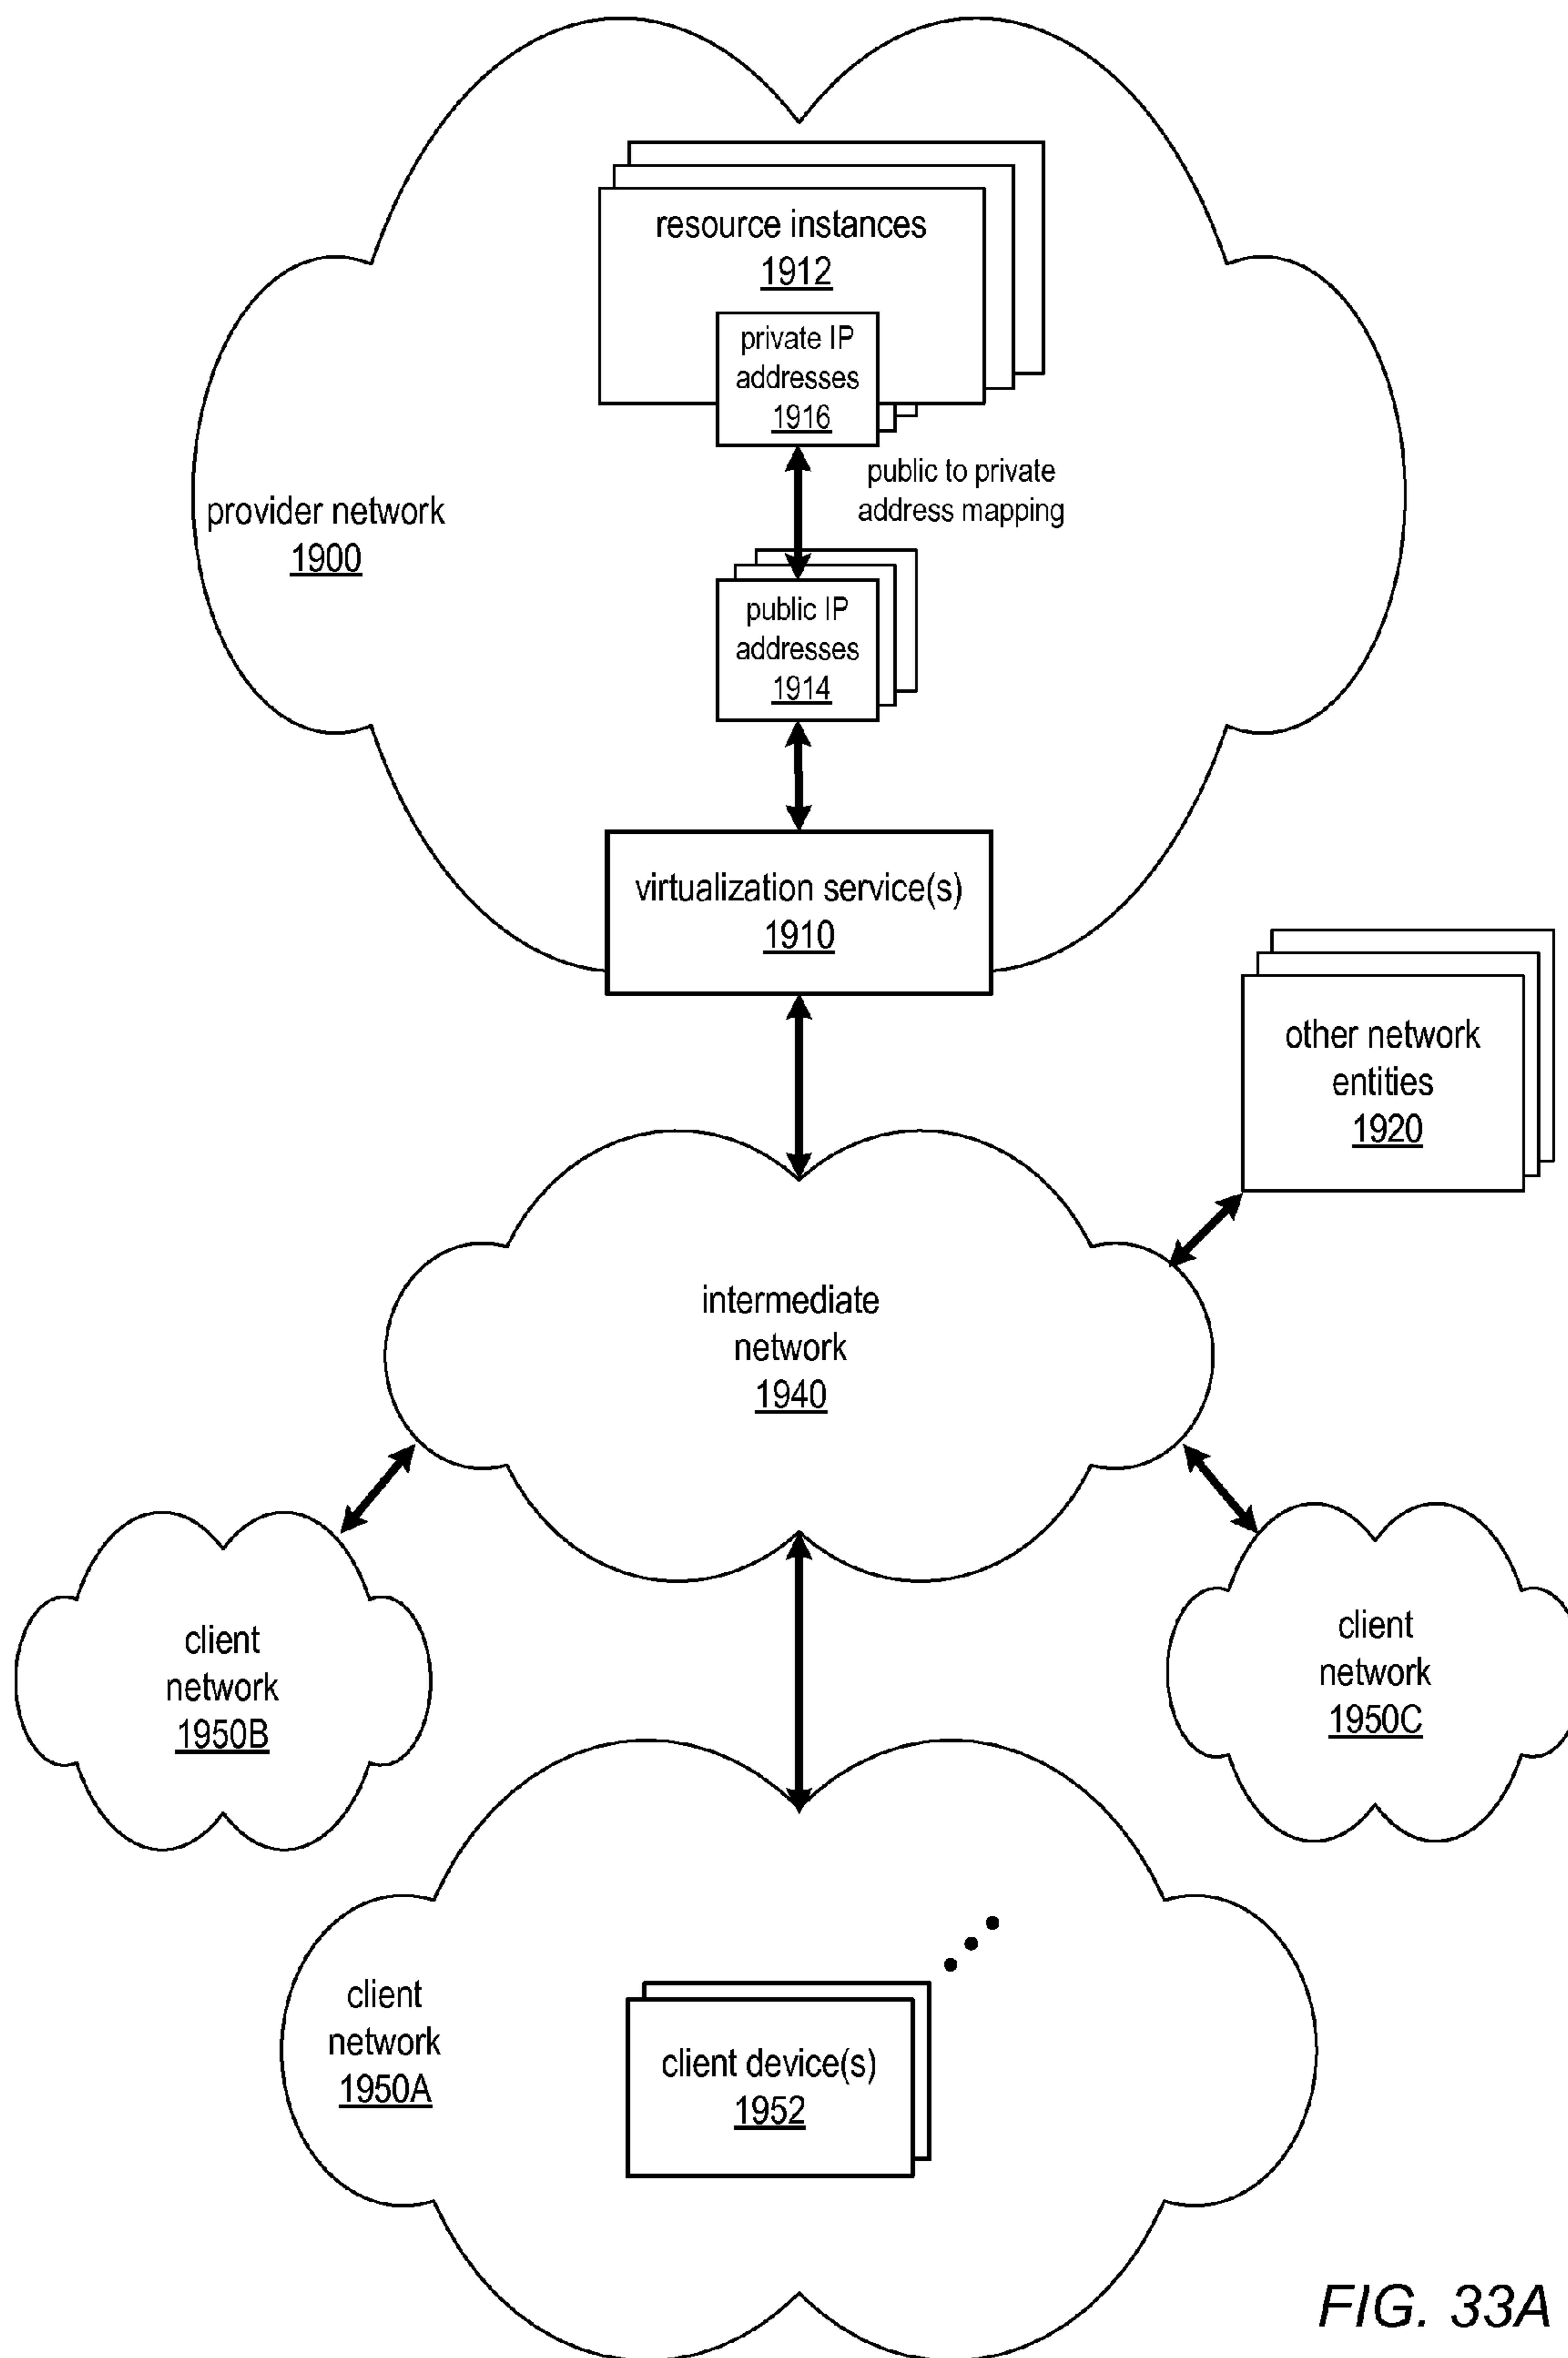 resource instances
1912
private IP
addresses
1916
public to private
address mapping
provider network
1900
public IP
addresses
1914
virtualization service(s)
1910
other network
entities
1920
intermediate
network
1940
client
network
1950B
client
network
1950C
client
network
1950A
client device(s)
1952
FIG. 33A